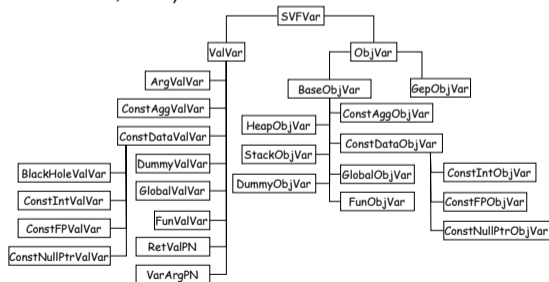 SVFVar
ValVar
ObjVar
ArgValVar
BaseObjVar
GepObjVar
ConstAggValVar
ConstAggObjVar
HeapObjVar
ConstDataValVar
ConstDataObjVar
StackObjVar
DummyValVar
BlackHoleValVar
GlobalObjVar
ConstIntObjVar
DummyObjVar
GlobalValVar
ConstIntValVar
FunObjVar
ConstFPObjVar
FunValVar
ConstFPValVar
ConstNullPtrObjVar
RetValPN
ConstNullPtrValVar
VarArgPN